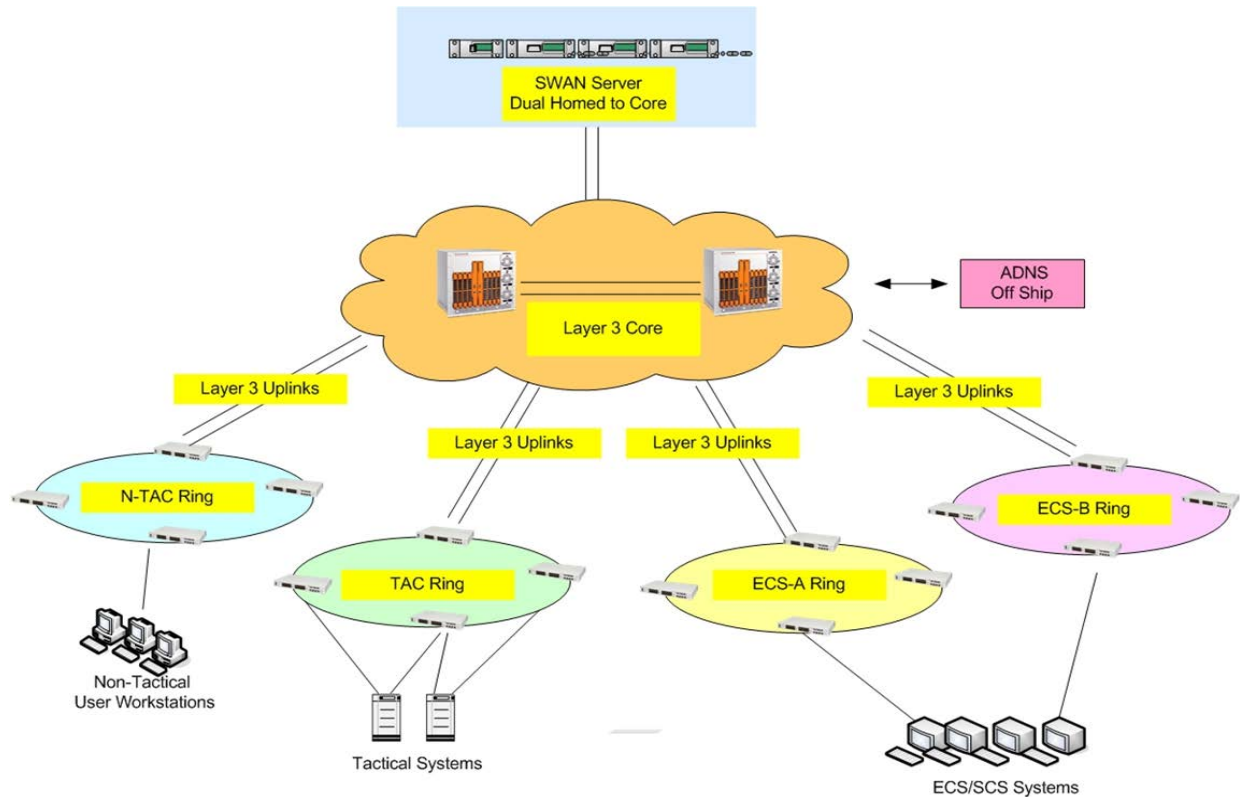 SWAN Server
Dual Homed to Core
ADNS
Off Ship
Layer 3 Core
Layer 3 Uplinks
Layer 3 Uplinks
Layer 3 Uplinks
Layer 3 Uplinks
N-TAC Ring
TAC Ring
ECS-A Ring
ECS-B Ring
Non-Tactical
User Workstations
Tactical Systems
ECS/SCS Systems